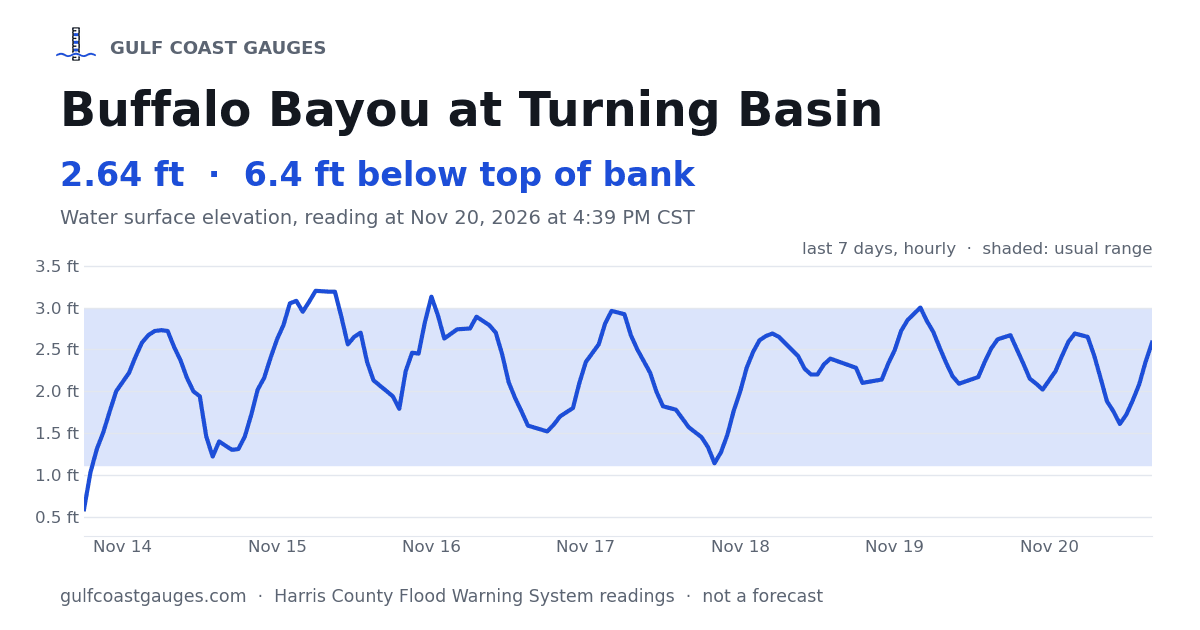 GULF COAST GAUGES
Buffalo Bayou at Turning Basin
2.64 ft · 6.4 ft below top of bank
Water surface elevation, reading at Nov 20, 2026 at 4:39 PM CST
last 7 days, hourly · shaded: usual range
3.5 ft
3.0 ft
2.5 ft
2.0 ft
1.5 ft
1.0 ft
0.5 ft
Nov 14 Nov 15 Nov 16 Nov 17 Nov 18 Nov 19 Nov 20
gulfcoastgauges.com · Harris County Flood Warning System readings · not a forecast